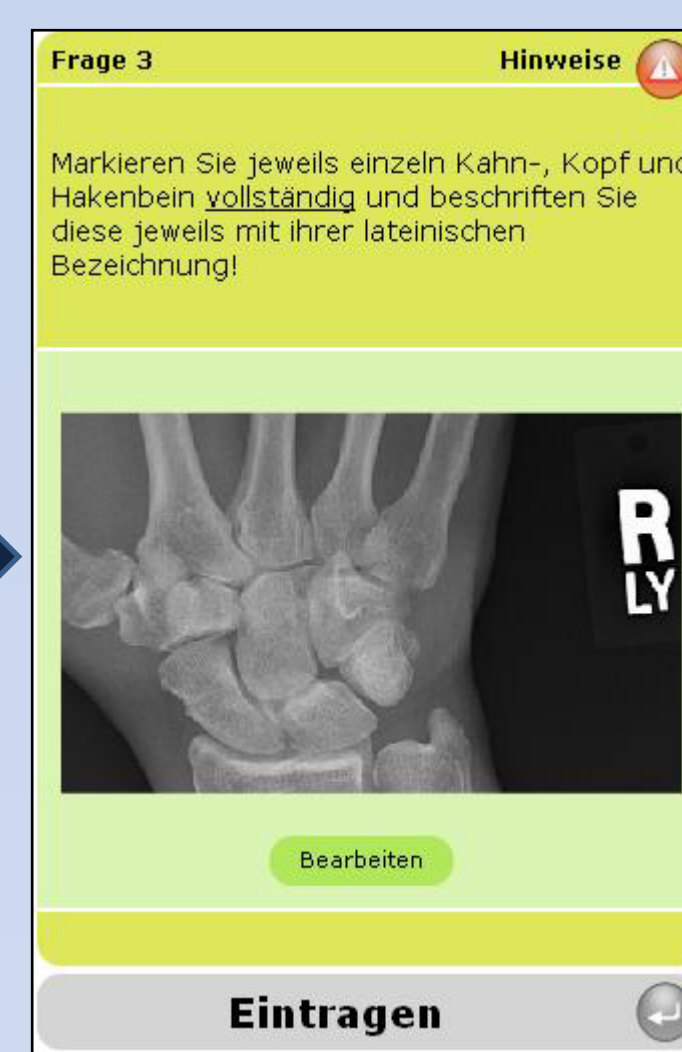 Frage 3
Hinweise
Markieren Sie jeweils einzeln Kahn-, Kopf und
Hakenbein vollständig und beschriften Sie
diese jeweils mit ihrer lateinischen
Bezeichnung!
R
LY
Bearbeiten
Eintragen